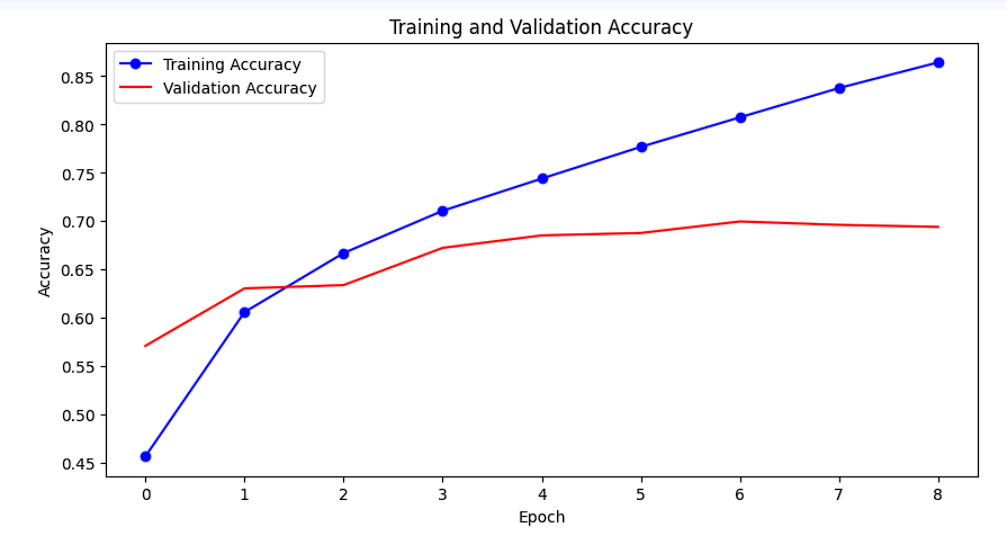 Training and Validation Accuracy
Training Accuracy
Validation Accuracy
0.85
0.80
0.75
0.70
0.65
0.60
0.55
0.50
0.45
Accuracy
0 1 2 3 4 5 6 7 8
Epoch